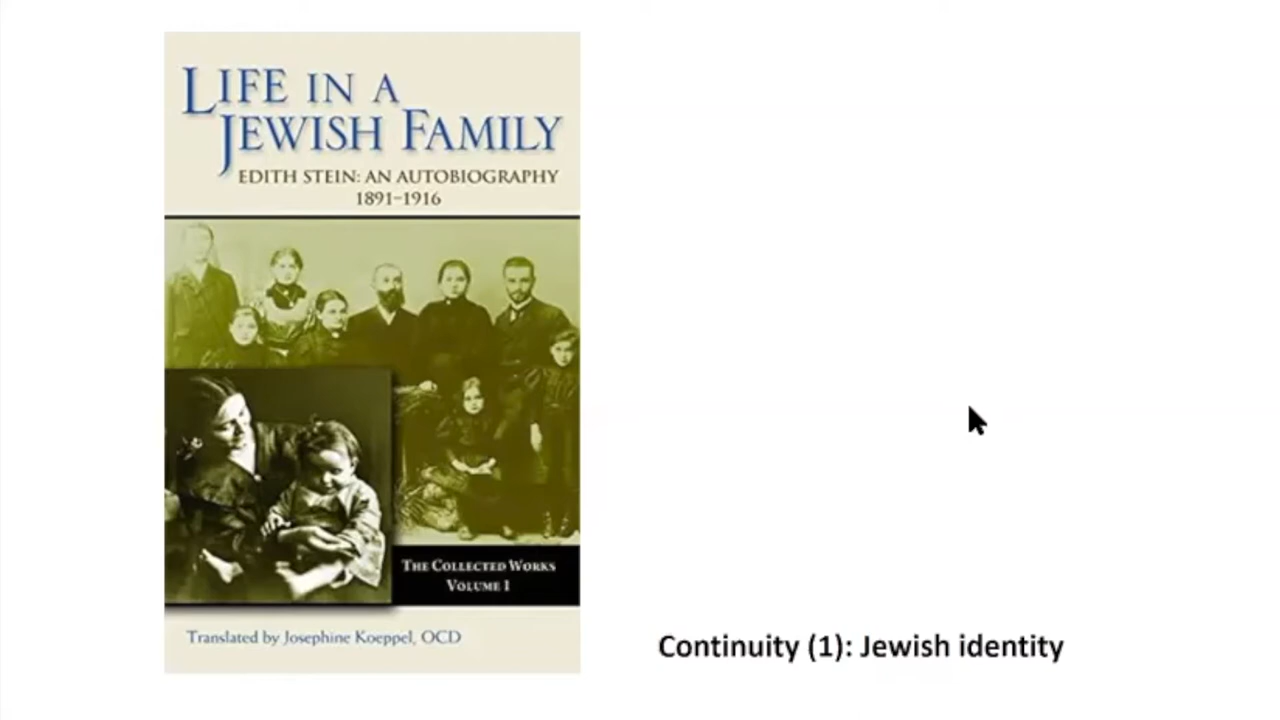 LIFE IN A
JEWISH FAMILY
EDITH STEIN: AN AUTOBIOGRAPHY
1891–1916
THE COLLECTED WORKS
VOLUME I
Translated by Josephine Koeppel, OCD
Continuity (1): Jewish identity